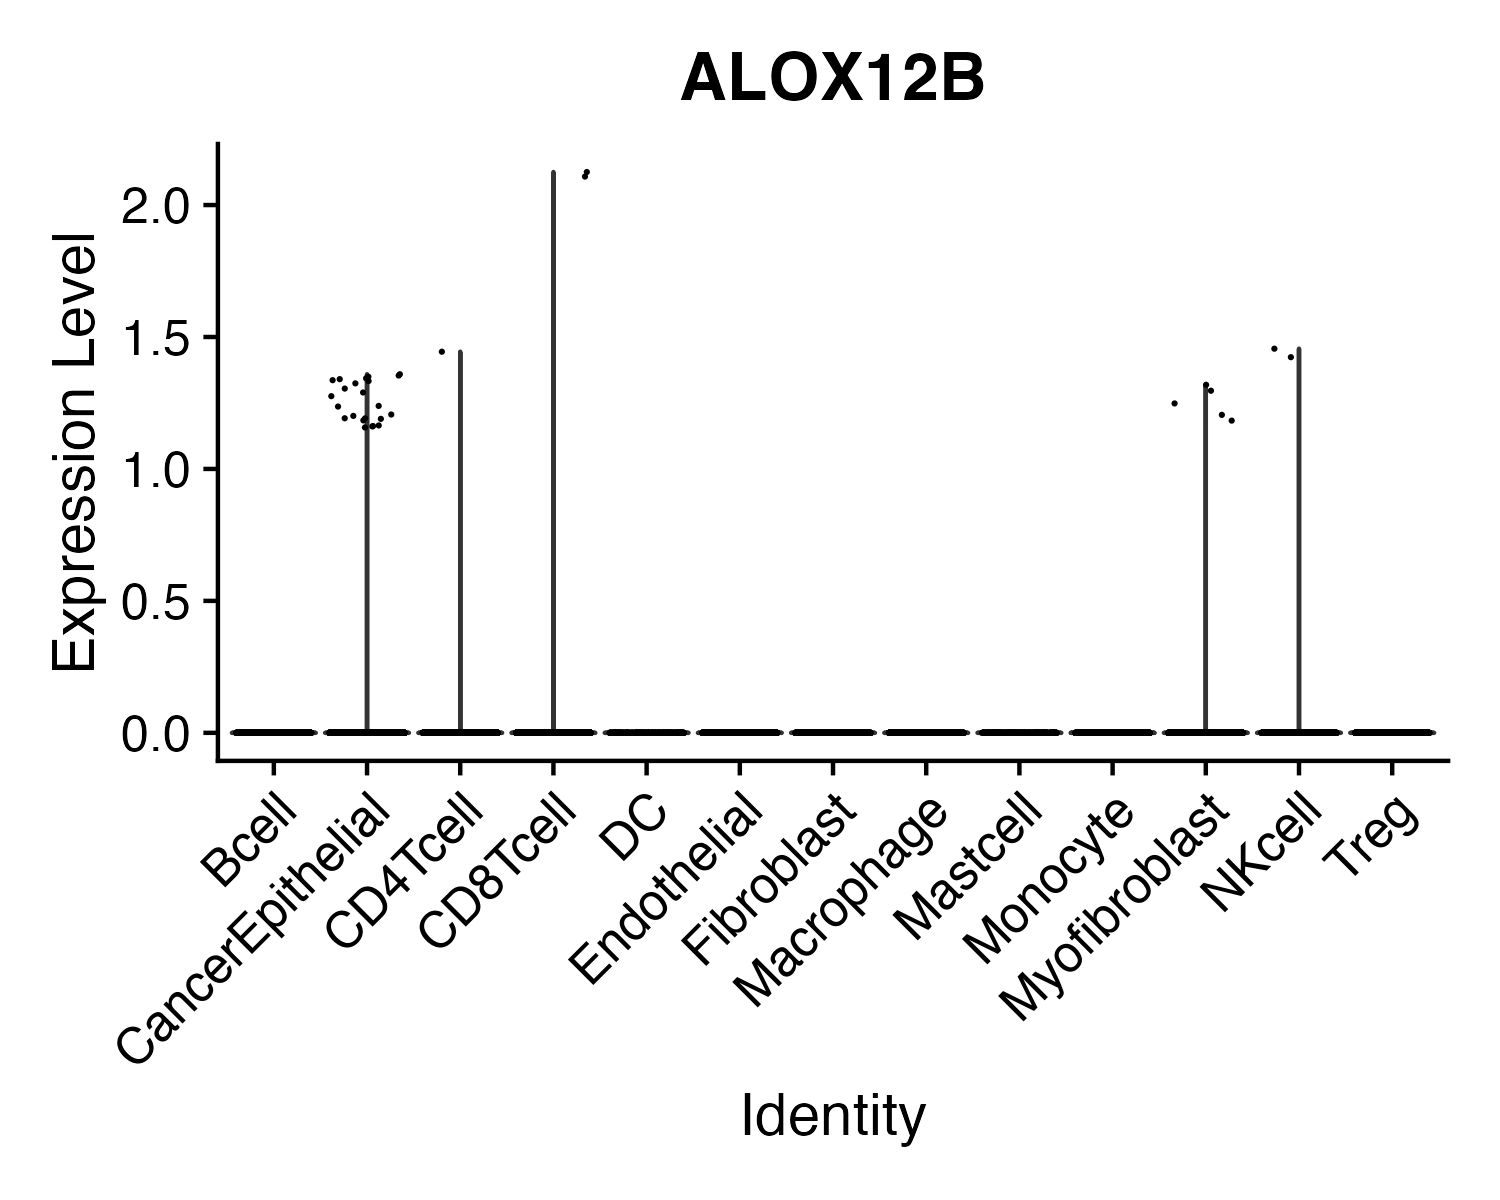 ALOX12B
Expression Level
2.0
1.5
1.0
0.5
0.0
Bcell
CancerEpithelial
CD4Tcell
CD8Tcell
DC
Endothelial
Fibroblast
Macrophage
Mastcell
Monocyte
Myofibroblast
NKcell
Treg
Identity